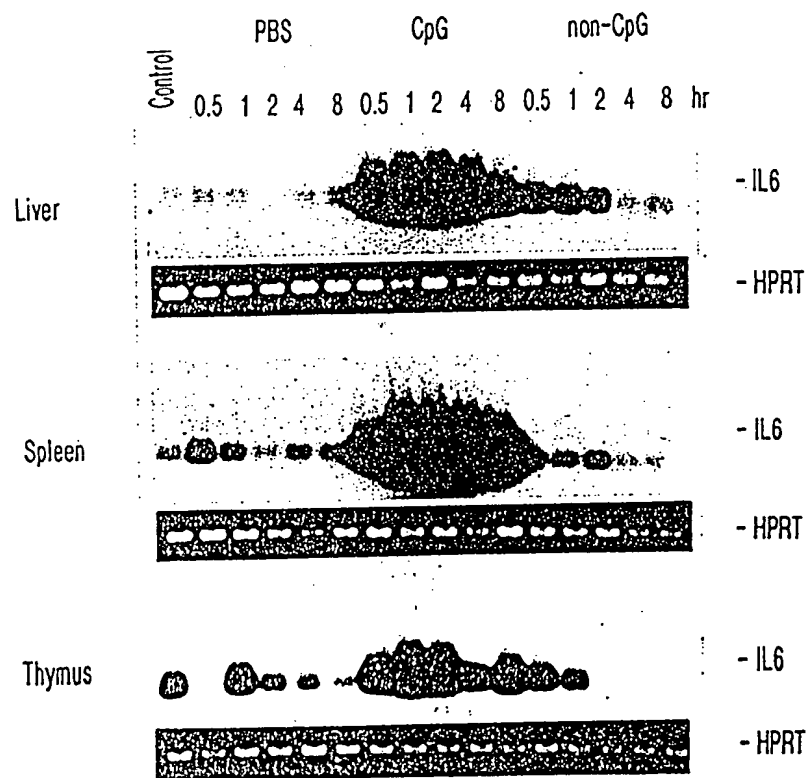 PBS CpG non-CpG
Control 0.5 1 2 4 8 0.5 1 2 4 8 0.5 1 2 4 8 hr
- IL6
Liver
- HPRT
- IL6
Spleen
- HPRT
- IL6
Thymus
- HPRT